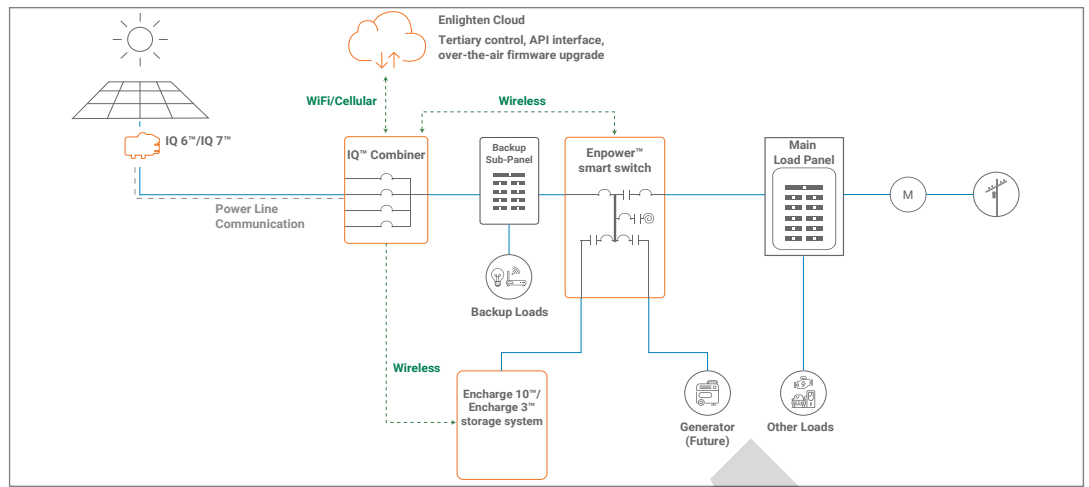 Enlighten Cloud
Tertiary control, API interface,
over-the-air firmware upgrade
WiFi/Cellular
Wireless
IQ 6™/IQ 7™
IQ™ Combiner
Backup
Sub-Panel
Enpower™
smart switch
Main
Load Panel
M
Power Line
Communication
Backup Loads
Wireless
Encharge 10™/
Encharge 3™
storage system
Generator
(Future)
Other Loads